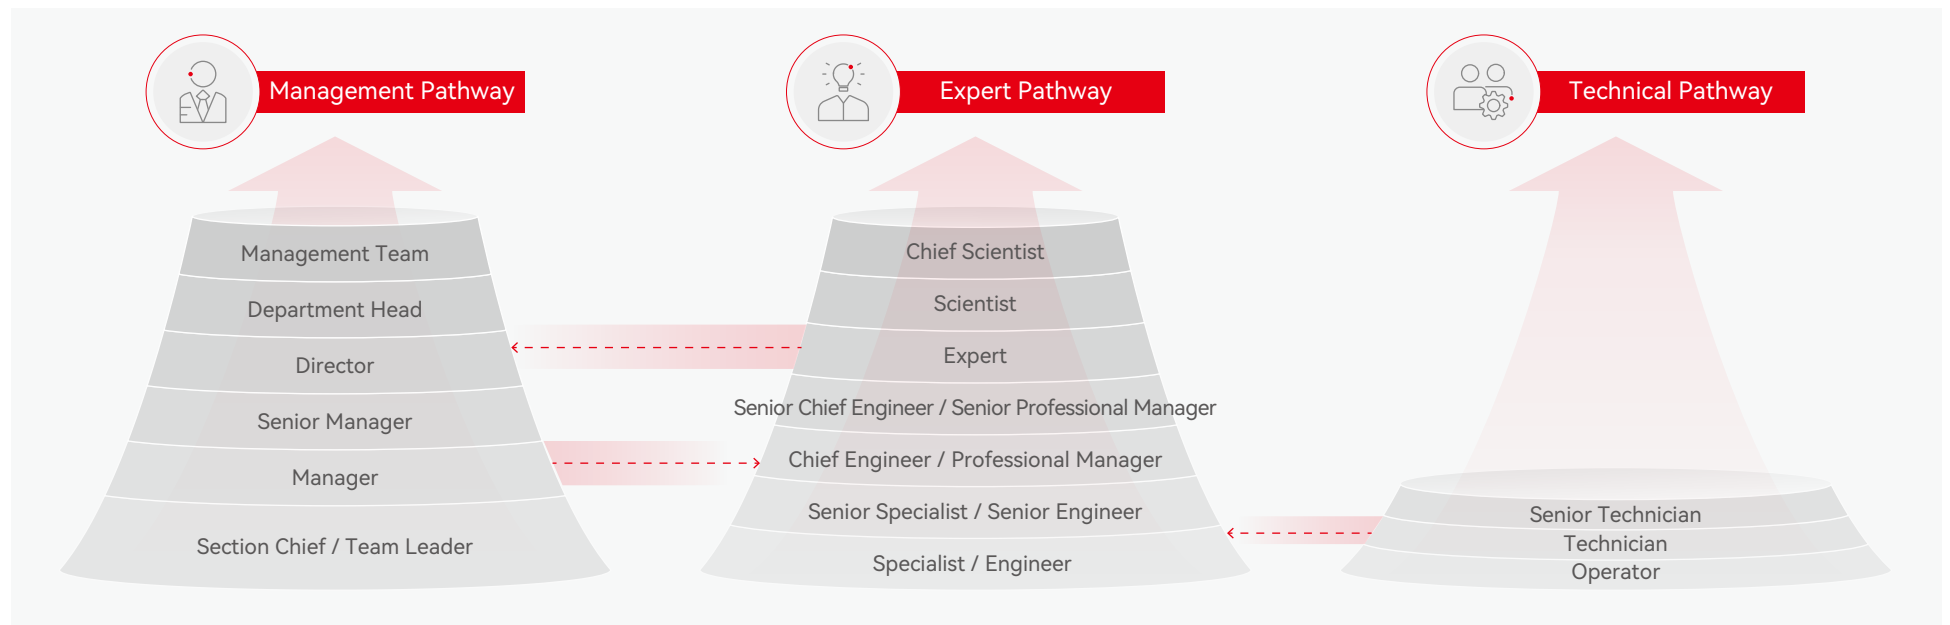 Management Pathway
Management Team
Department Head
Director
Senior Manager
Manager
Section Chief / Team Leader
Expert Pathway
Chief Scientist
Scientist
Expert
Senior Chief Engineer / Senior Professional Manager
Chief Engineer / Professional Manager
Senior Specialist / Senior Engineer
Specialist / Engineer
Technical Pathway
Senior Technician
Technician
Operator